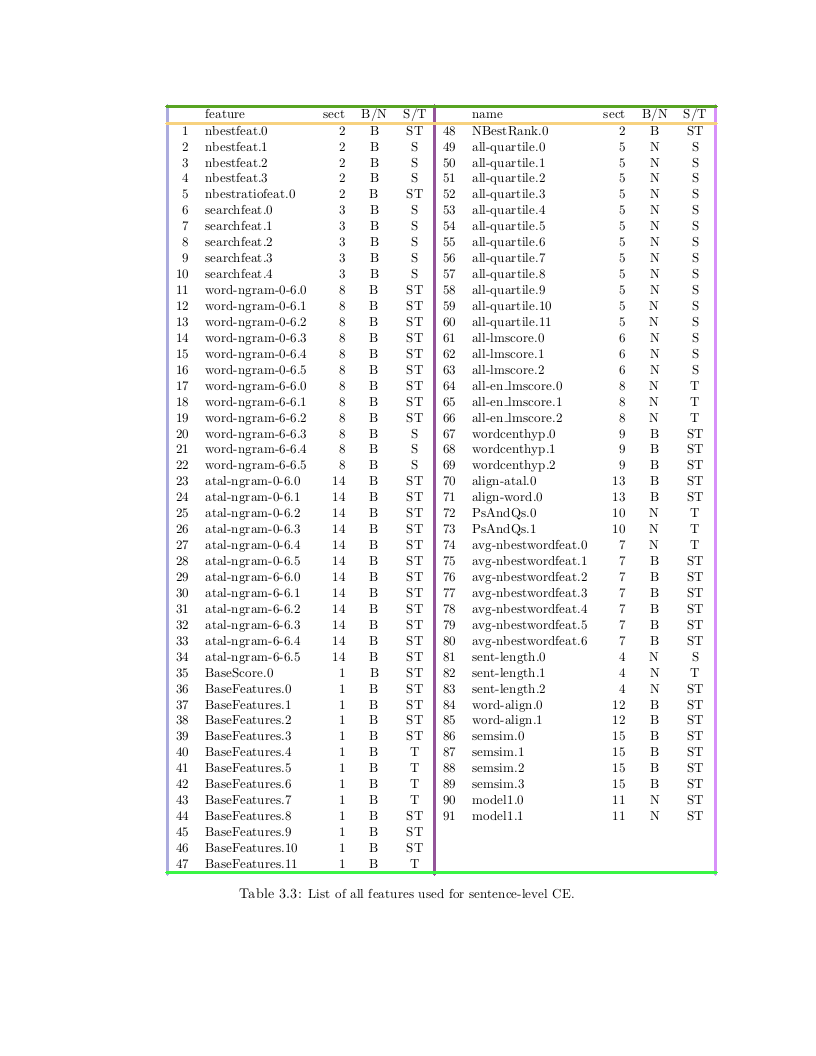 feature sect B/N S/T name sect B/N S/T
1 nbestfeat.0 2 B ST 48 NBestRank.0 2 B ST
2 nbestfeat.1 2 B S 49 all-quartile.0 5 N S
3 nbestfeat.2 2 B S 50 all-quartile.1 5 N S
4 nbestfeat.3 2 B S 51 all-quartile.2 5 N S
5 nbestratiofeat.0 2 B ST 52 all-quartile.3 5 N S
6 searchfeat.0 3 B S 53 all-quartile.4 5 N S
7 searchfeat.1 3 B S 54 all-quartile.5 5 N S
8 searchfeat.2 3 B S 55 all-quartile.6 5 N S
9 searchfeat.3 3 B S 56 all-quartile.7 5 N S
10 searchfeat.4 3 B S 57 all-quartile.8 5 N S
11 word-ngram-0-6.0 8 B ST 58 all-quartile.9 5 N S
12 word-ngram-0-6.1 8 B ST 59 all-quartile.10 5 N S
13 word-ngram-0-6.2 8 B ST 60 all-quartile.11 5 N S
14 word-ngram-0-6.3 8 B ST 61 all-lmscore.0 6 N S
15 word-ngram-0-6.4 8 B ST 62 all-lmscore.1 6 N S
16 word-ngram-0-6.5 8 B ST 63 all-lmscore.2 6 N S
17 word-ngram-6-6.0 8 B ST 64 all-en_lmscore.0 8 N T
18 word-ngram-6-6.1 8 B ST 65 all-en_lmscore.1 8 N T
19 word-ngram-6-6.2 8 B ST 66 all-en_lmscore.2 8 N T
20 word-ngram-6-6.3 8 B S 67 wordcenthyp.0 9 B ST
21 word-ngram-6-6.4 8 B S 68 wordcenthyp.1 9 B ST
22 word-ngram-6-6.5 8 B S 69 wordcenthyp.2 9 B ST
23 atal-ngram-0-6.0 14 B ST 70 align-atal.0 13 B ST
24 atal-ngram-0-6.1 14 B ST 71 align-word.0 13 B ST
25 atal-ngram-0-6.2 14 B ST 72 PsAndQs.0 10 N T
26 atal-ngram-0-6.3 14 B ST 73 PsAndQs.1 10 N T
27 atal-ngram-0-6.4 14 B ST 74 avg-nbestwordfeat.0 7 N T
28 atal-ngram-0-6.5 14 B ST 75 avg-nbestwordfeat.1 7 B ST
29 atal-ngram-6-6.0 14 B ST 76 avg-nbestwordfeat.2 7 B ST
30 atal-ngram-6-6.1 14 B ST 77 avg-nbestwordfeat.3 7 B ST
31 atal-ngram-6-6.2 14 B ST 78 avg-nbestwordfeat.4 7 B ST
32 atal-ngram-6-6.3 14 B ST 79 avg-nbestwordfeat.5 7 B ST
33 atal-ngram-6-6.4 14 B ST 80 avg-nbestwordfeat.6 7 B ST
34 atal-ngram-6-6.5 14 B ST 81 sent-length.0 4 N S
35 BaseScore.0 1 B ST 82 sent-length.1 4 N T
36 BaseFeatures.0 1 B ST 83 sent-length.2 4 N ST
37 BaseFeatures.1 1 B ST 84 word-align.0 12 B ST
38 BaseFeatures.2 1 B ST 85 word-align.1 12 B ST
39 BaseFeatures.3 1 B ST 86 semsim.0 15 B ST
40 BaseFeatures.4 1 B T 87 semsim.1 15 B ST
41 BaseFeatures.5 1 B T 88 semsim.2 15 B ST
42 BaseFeatures.6 1 B T 89 semsim.3 15 B ST
43 BaseFeatures.7 1 B T 90 model1.0 11 N ST
44 BaseFeatures.8 1 B ST 91 model1.1 11 N ST
45 BaseFeatures.9 1 B ST
46 BaseFeatures.10 1 B ST
47 BaseFeatures.11 1 B T
Table 3.3: List of all features used for sentence-level CE.